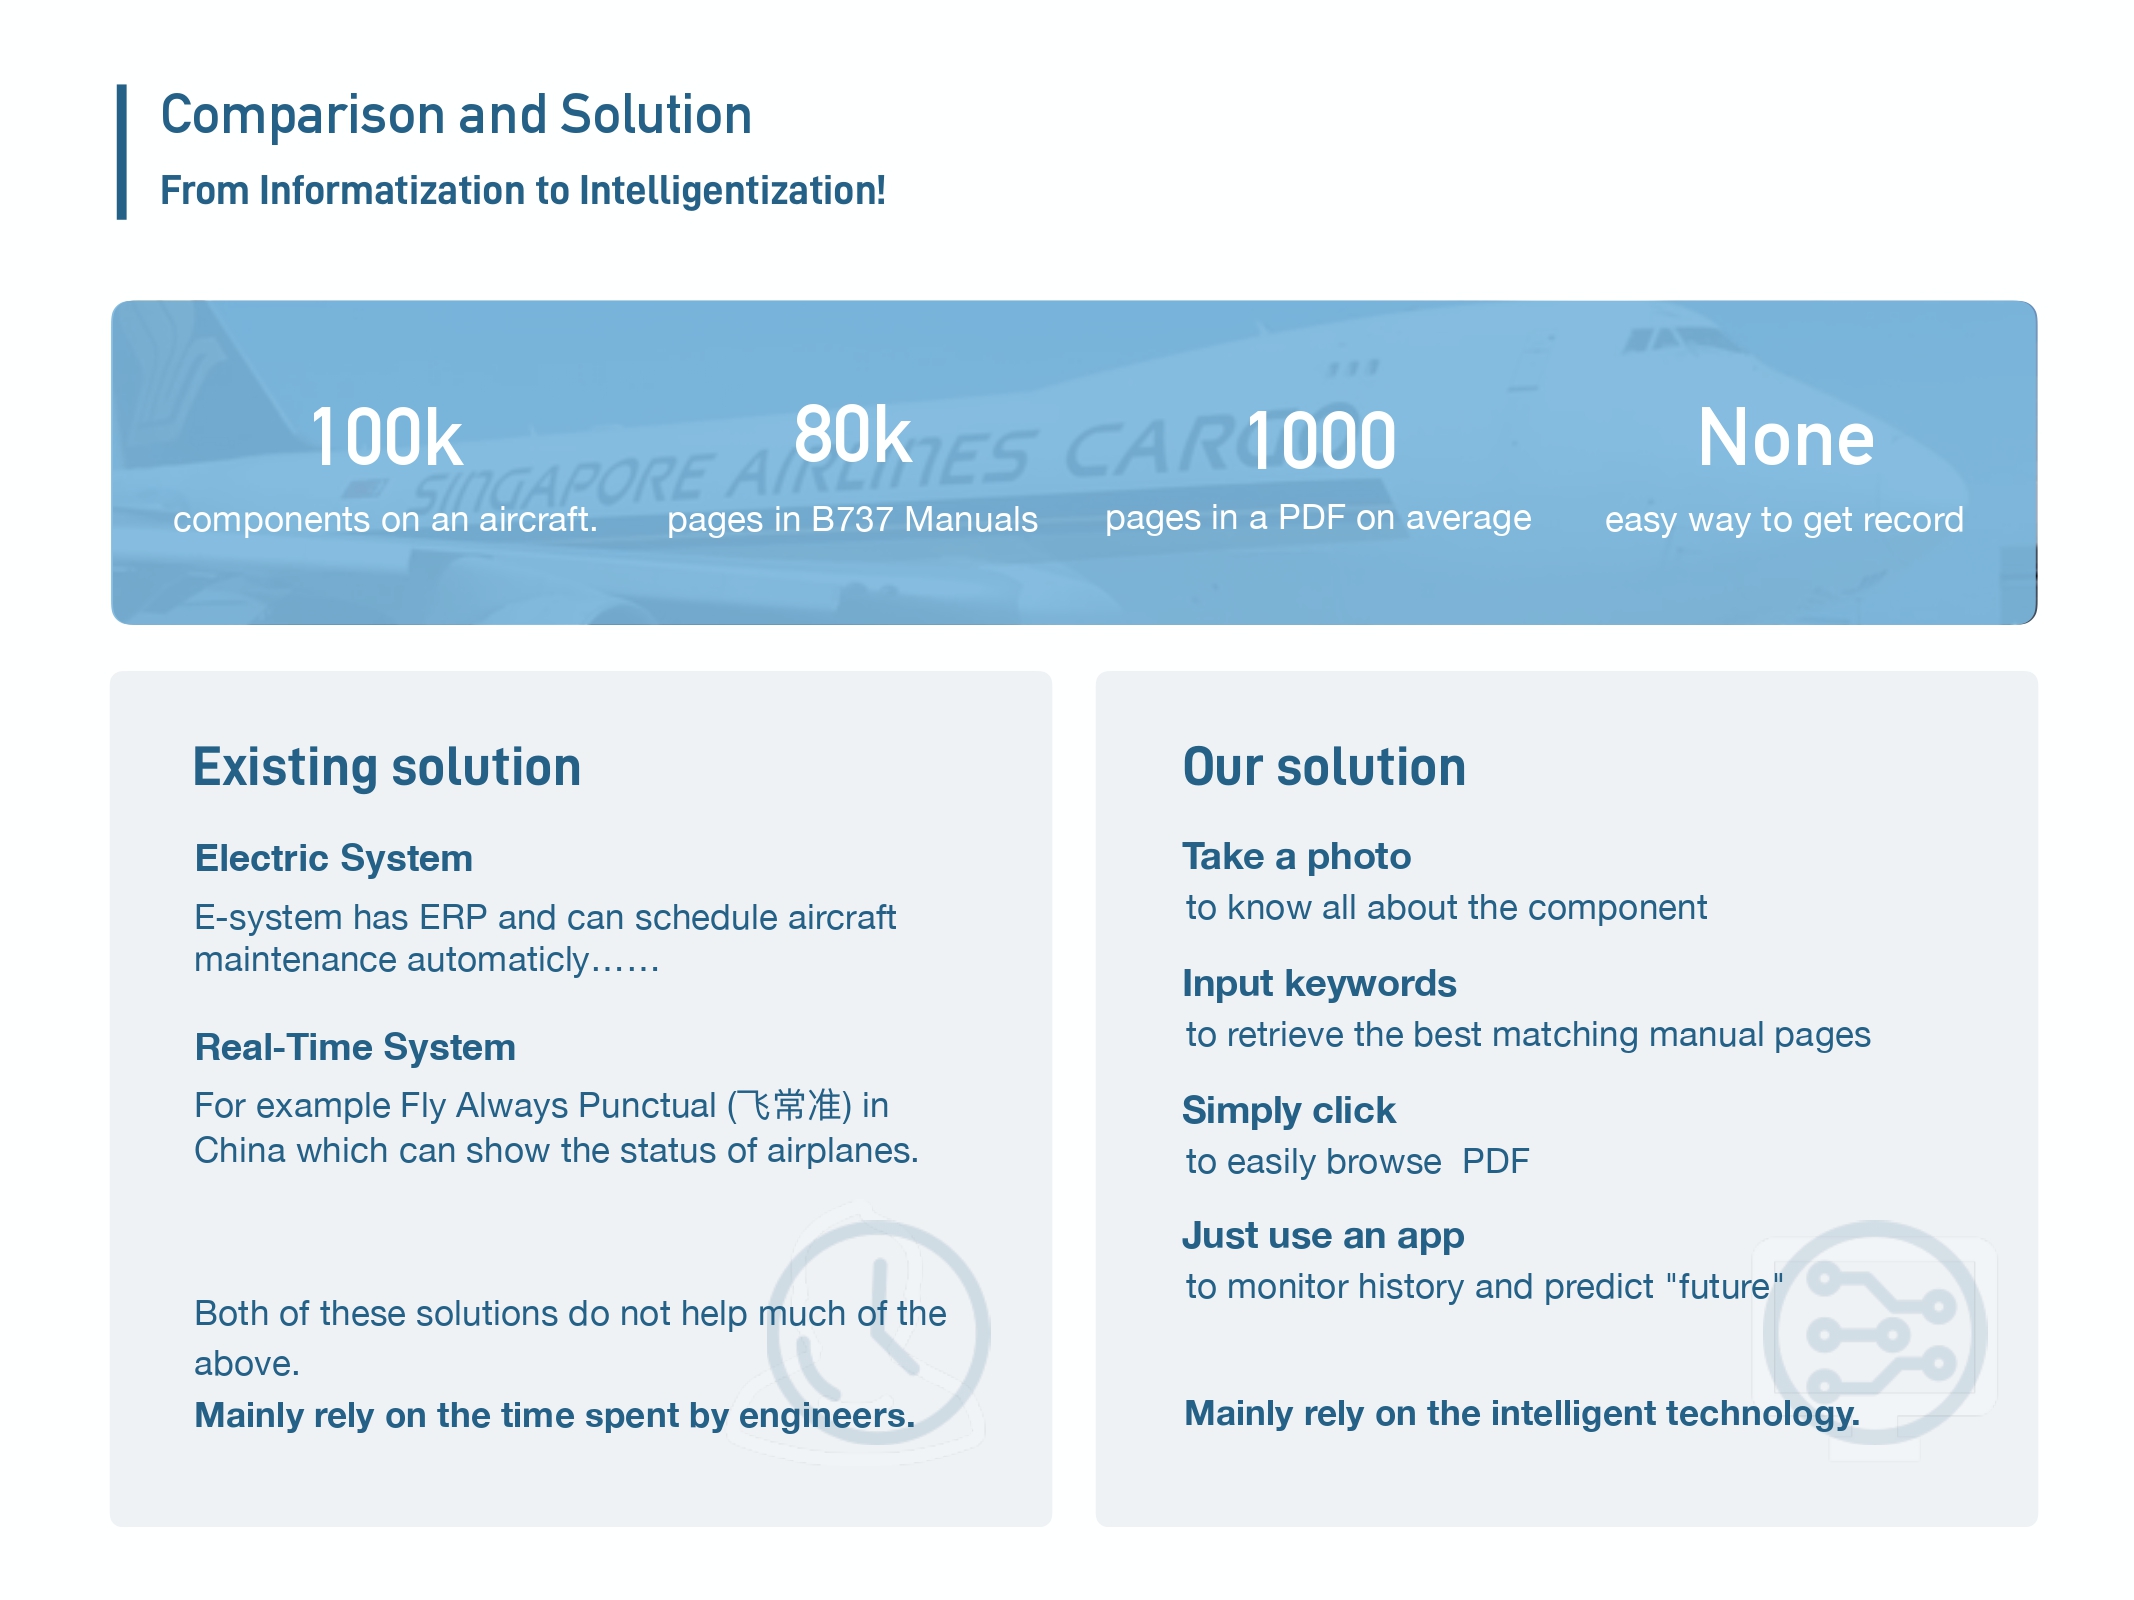 Comparison and Solution
From Informatization to Intelligentization!
SINGAPORE AIRLINES CARGO
100k
components on an aircraft.
80k
pages in B737 Manuals
1000
pages in a PDF on average
None
easy way to get record
Existing solution
Electric System
E-system has ERP and can schedule aircraft
maintenance automaticly……
Real-Time System
For example Fly Always Punctual (飞常准) in
China which can show the status of airplanes.
Both of these solutions do not help much of the
above.
Mainly rely on the time spent by engineers.
Our solution
Take a photo
to know all about the component
Input keywords
to retrieve the best matching manual pages
Simply click
to easily browse  PDF
Just use an app
to monitor history and predict "future"
Mainly rely on the intelligent technology.